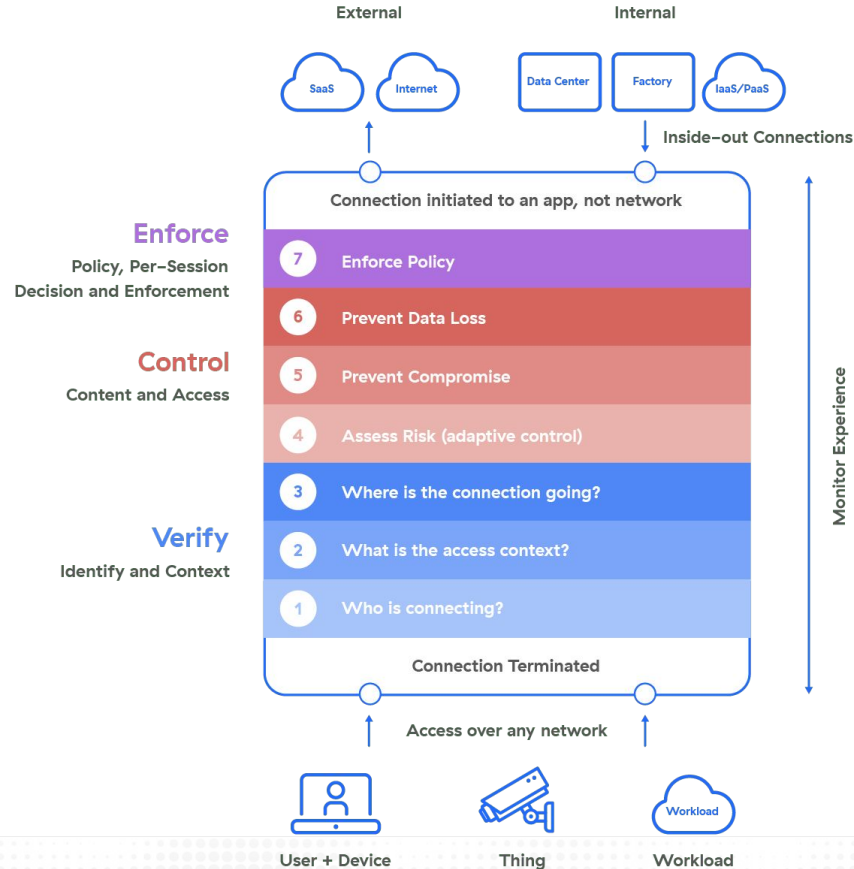 External
Internal
SaaS
Internet
Data Center
Factory
IaaS/PaaS
Inside-out Connections
Connection initiated to an app, not network
Enforce
Policy, Per-Session
Decision and Enforcement
7
Enforce Policy
6
Prevent Data Loss
Control
Content and Access
5
Prevent Compromise
4
Assess Risk (adaptive control)
3
Where is the connection going?
Verify
Identify and Context
2
What is the access context?
1
Who is connecting?
Monitor Experience
Connection Terminated
Access over any network
Workload
User + Device
Thing
Workload